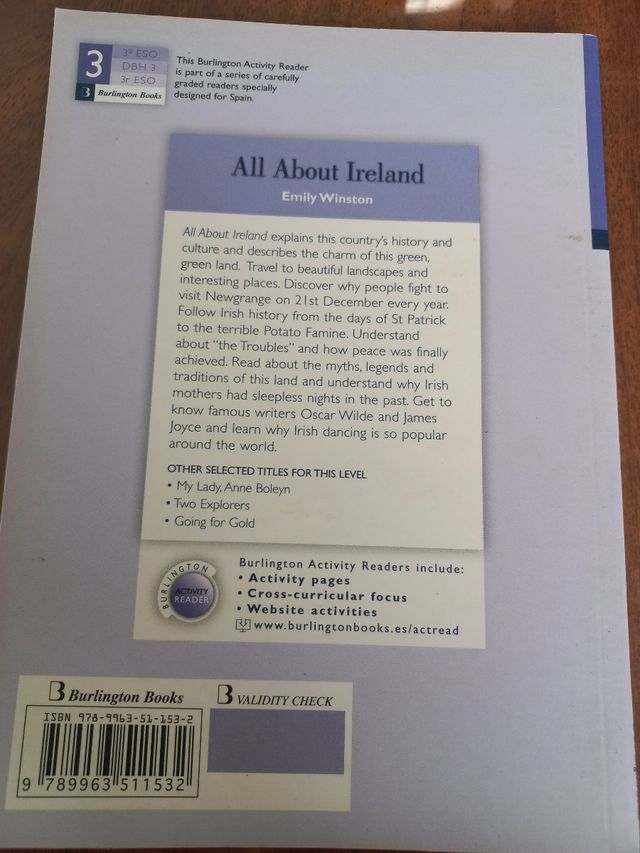 3
3º ESO
DBH 3
3r ESO
B Burlington Books
This Burlington Activity Reader
is part of a series of carefully
graded readers specially
designed for Spain.
All About Ireland
Emily Winston
All About Ireland explains this country's history and
culture and describes the charm of this green,
green land. Travel to beautiful landscapes and
interesting places. Discover why people fight to
visit Newgrange on 21st December every year.
Follow Irish history from the days of St Patrick
to the terrible Potato Famine. Understand
about "the Troubles" and how peace was finally
achieved. Read about the myths, legends and
traditions of this land and understand why Irish
mothers had sleepless nights in the past. Get to
know famous writers Oscar Wilde and James
Joyce and learn why Irish dancing is so popular
around the world.
OTHER SELECTED TITLES FOR THIS LEVEL
• My Lady, Anne Boleyn
• Two Explorers
• Going for Gold
BURLINGTON
ACTIVITY
READER
Burlington Activity Readers include:
• Activity pages
• Cross-curricular focus
• Website activities
www.burlingtonbooks.es/actread
B Burlington Books
B VALIDITY CHECK
ISBN 978-9963-51-153-2
9 789963 511532